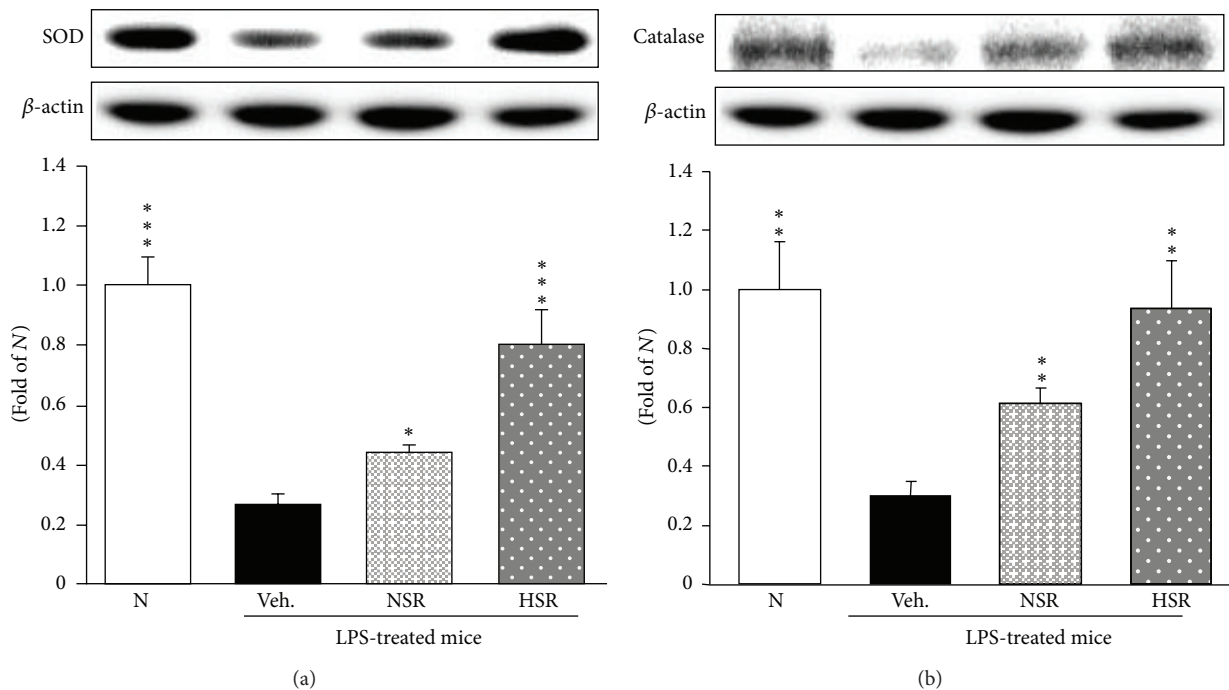 SOD
β-actin
1.4
1.2
1.0
0.8
0.6
0.4
0.2
0
(Fold of N)
***
*
***
N Veh. NSR HSR
LPS-treated mice
(a)
Catalase
β-actin
1.4
1.2
1.0
0.8
0.6
0.4
0.2
0
(Fold of N)
**
**
**
N Veh. NSR HSR
LPS-treated mice
(b)